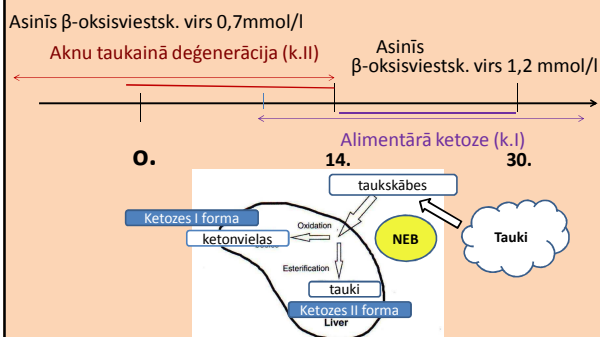 Asinīs β-oksisviestsk. virs 0,7mmol/l
Aknu taukainā deģenerācija (k.II)
Asinīs
β-oksisviestsk. virs 1,2 mmol/l
Alimentārā ketoze (k.I)
0.
14.
30.
taukskābes
Ketozes I forma
Oxidation
ketonvielas
NEB
Tauki
Esterification
tauki
Ketozes II forma
Liver